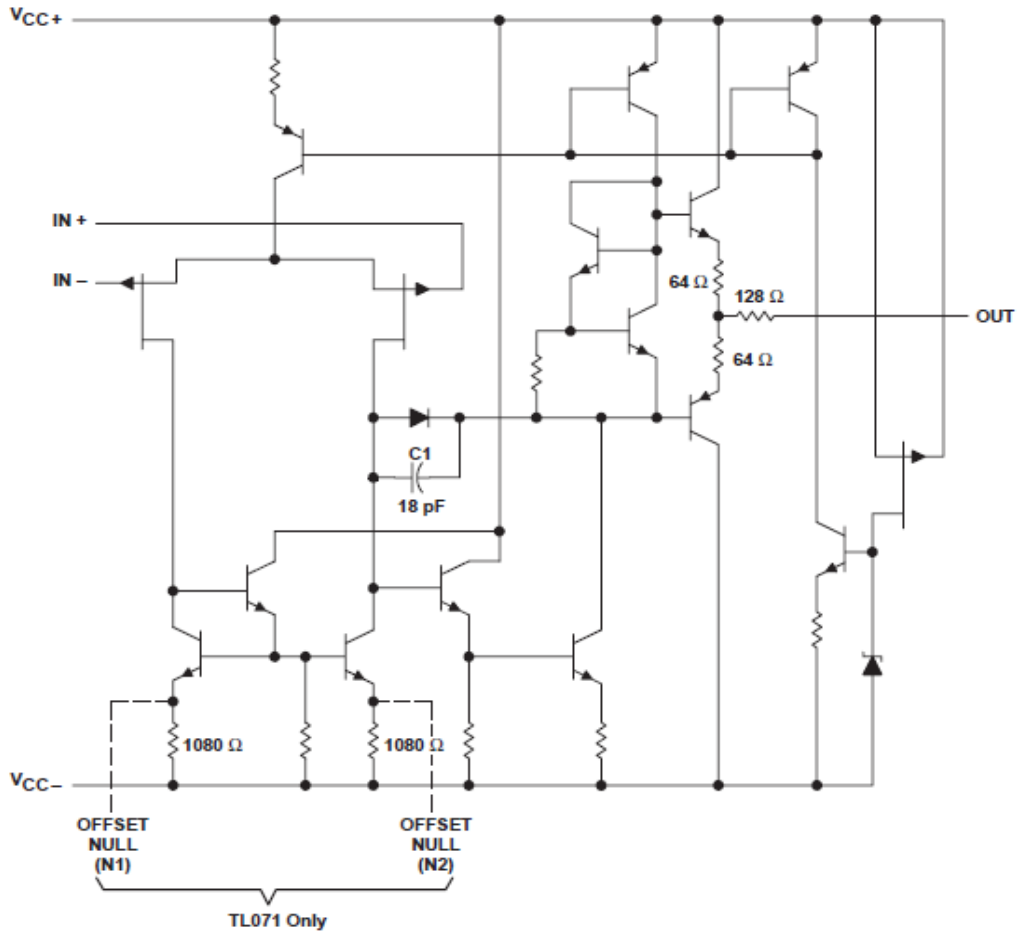 VCC+
IN +
IN −
64 Ω
128 Ω
OUT
64 Ω
C1
18 pF
1080 Ω
1080 Ω
VCC−
OFFSET
NULL
(N1)
OFFSET
NULL
(N2)
TL071 Only